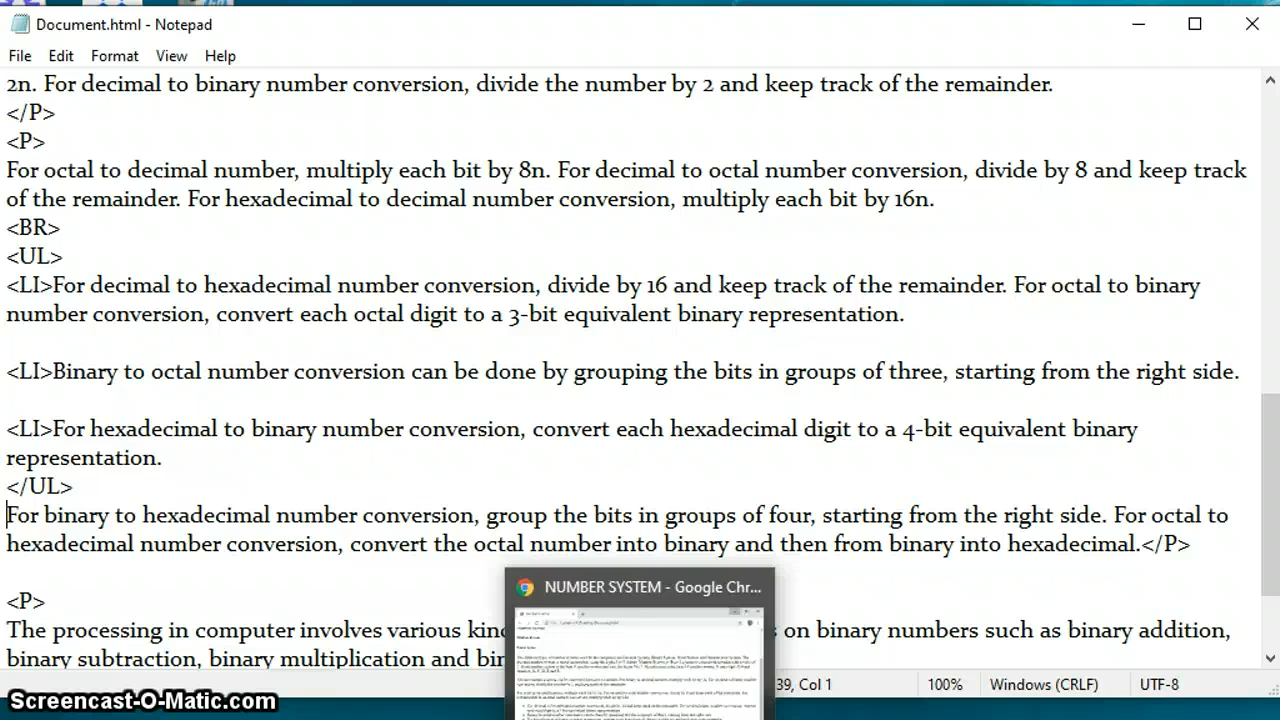 Document.html - Notepad
File Edit Format View Help
2n. For decimal to binary number conversion, divide the number by 2 and keep track of the remainder.
</P>
<P>
For octal to decimal number, multiply each bit by 8n. For decimal to octal number conversion, divide by 8 and keep track
of the remainder. For hexadecimal to decimal number conversion, multiply each bit by 16n.
<BR>
<UL>
<LI>For decimal to hexadecimal number conversion, divide by 16 and keep track of the remainder. For octal to binary
number conversion, convert each octal digit to a 3-bit equivalent binary representation.
<LI>Binary to octal number conversion can be done by grouping the bits in groups of three, starting from the right side.
<LI>For hexadecimal to binary number conversion, convert each hexadecimal digit to a 4-bit equivalent binary
representation.
</UL>
For binary to hexadecimal number conversion, group the bits in groups of four, starting from the right side. For octal to
hexadecimal number conversion, convert the octal number into binary and then from binary into hexadecimal.</P>
NUMBER SYSTEM - Google Chr...
<P>
The processing in computer involves various on binary numbers such as binary addition,
binary subtraction, binary multiplication and
39, Col 1 100% Windows (CRLF) UTF-8
Screencast-O-Matic.com